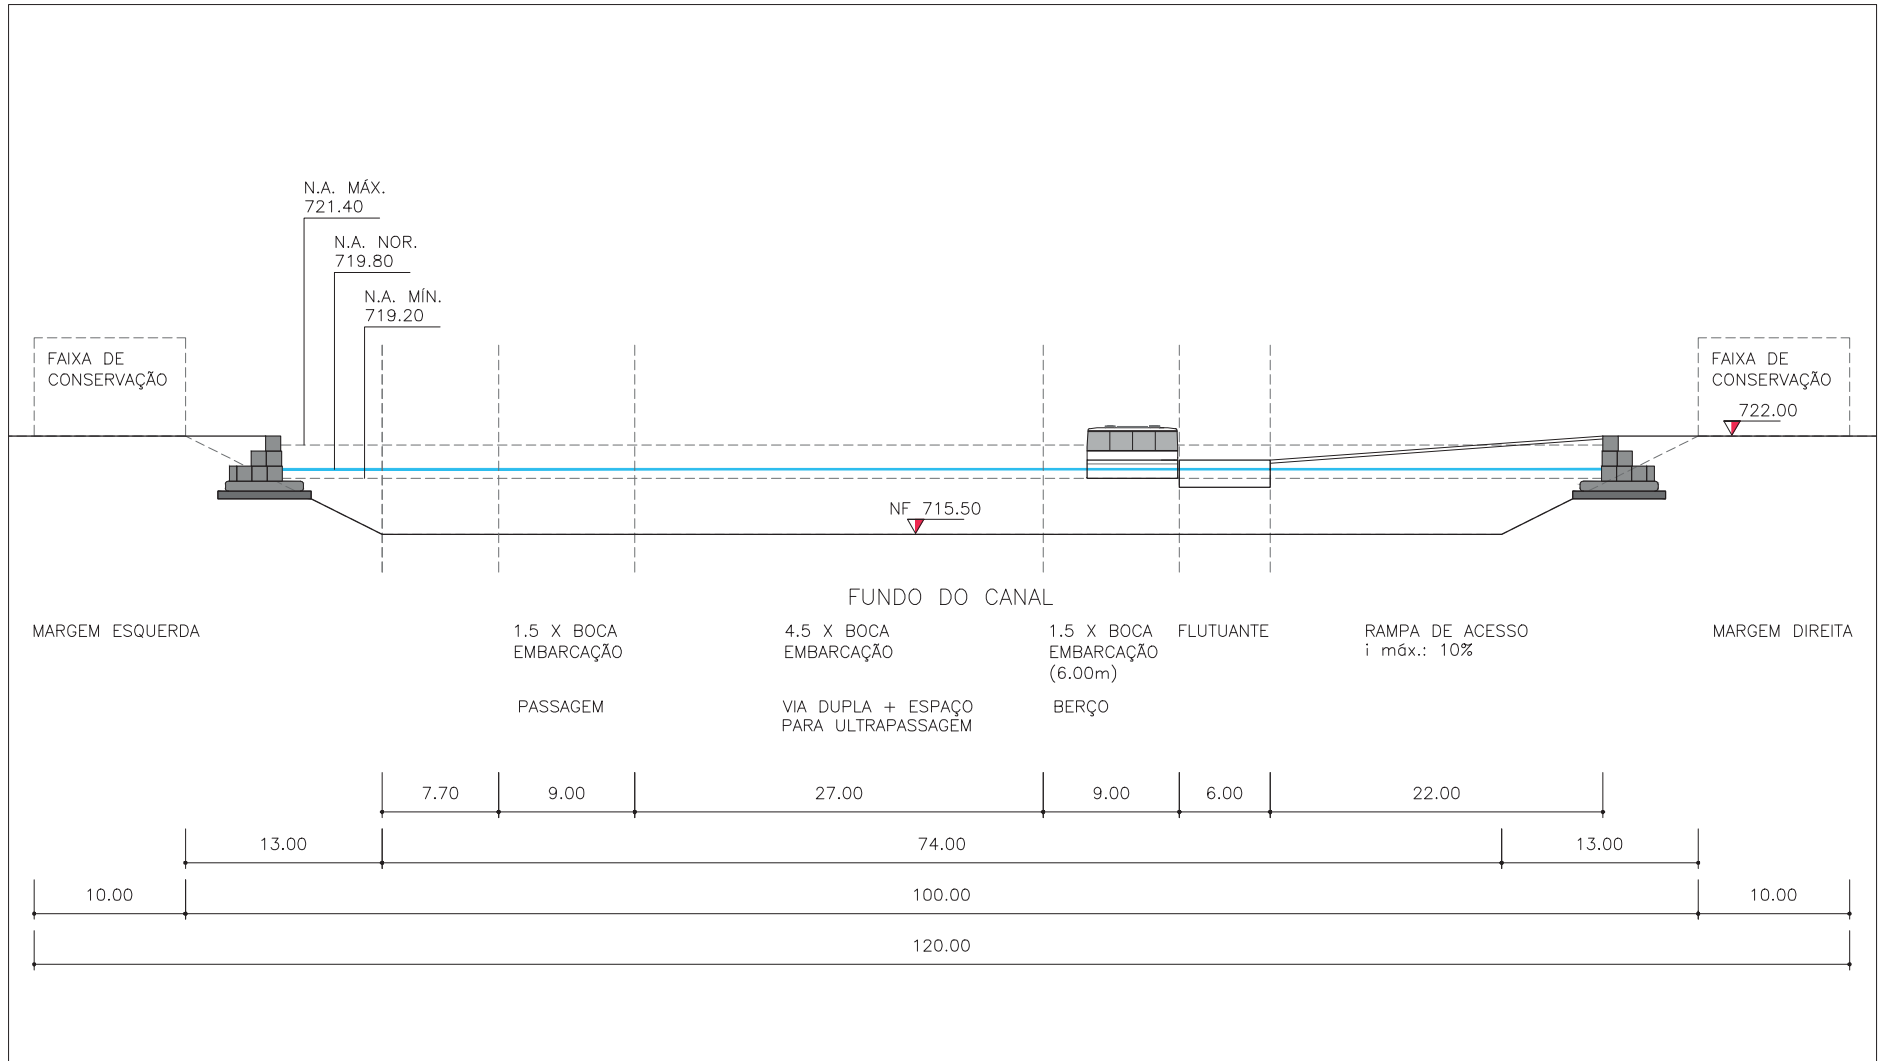 N.A. MÁX.
721.40
N.A. NOR.
719.80
N.A. MÍN.
719.20
FAIXA DE
CONSERVAÇÃO
FAIXA DE
CONSERVAÇÃO
722.00
NF 715.50
FUNDO DO CANAL
MARGEM ESQUERDA
1.5 X BOCA
EMBARCAÇÃO
4.5 X BOCA
EMBARCAÇÃO
1.5 X BOCA
EMBARCAÇÃO
(6.00m)
FLUTUANTE
RAMPA DE ACESSO
i máx.: 10%
MARGEM DIREITA
PASSAGEM
VIA DUPLA + ESPAÇO
PARA ULTRAPASSAGEM
BERÇO
7.70
9.00
27.00
9.00
6.00
22.00
13.00
74.00
13.00
10.00
100.00
10.00
120.00